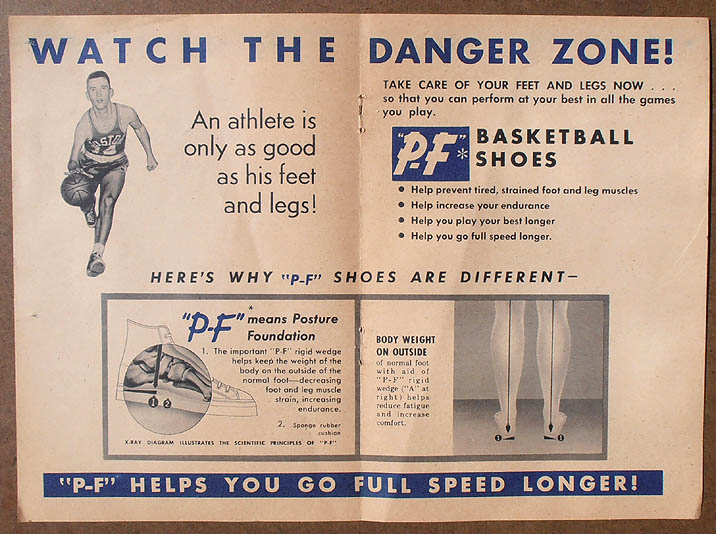 WATCH THE DANGER ZONE!
An athlete is
only as good
as his feet
and legs!
TAKE CARE OF YOUR FEET AND LEGS NOW . . .
so that you can perform at your best in all the games
you play.
"P-F"* BASKETBALL
SHOES
• Help prevent tired, strained foot and leg muscles
• Help increase your endurance
• Help you play your best longer
• Help you go full speed longer.
HERE'S WHY "P-F" SHOES ARE DIFFERENT—
"P-F"* means Posture
Foundation
1. The important "P-F" rigid wedge
helps keep the weight of the
body on the outside of the
normal foot—decreasing
foot and leg muscle
strain, increasing
endurance.
2. Sponge rubber
cushion
1 2
X-RAY DIAGRAM ILLUSTRATES THE SCIENTIFIC PRINCIPLES OF "P-F"
BODY WEIGHT
ON OUTSIDE
of normal foot
with aid of
"P-F" rigid
wedge ("A" at
right) helps
reduce fatigue
and increase
comfort.
1 1
"P-F" HELPS YOU GO FULL SPEED LONGER!